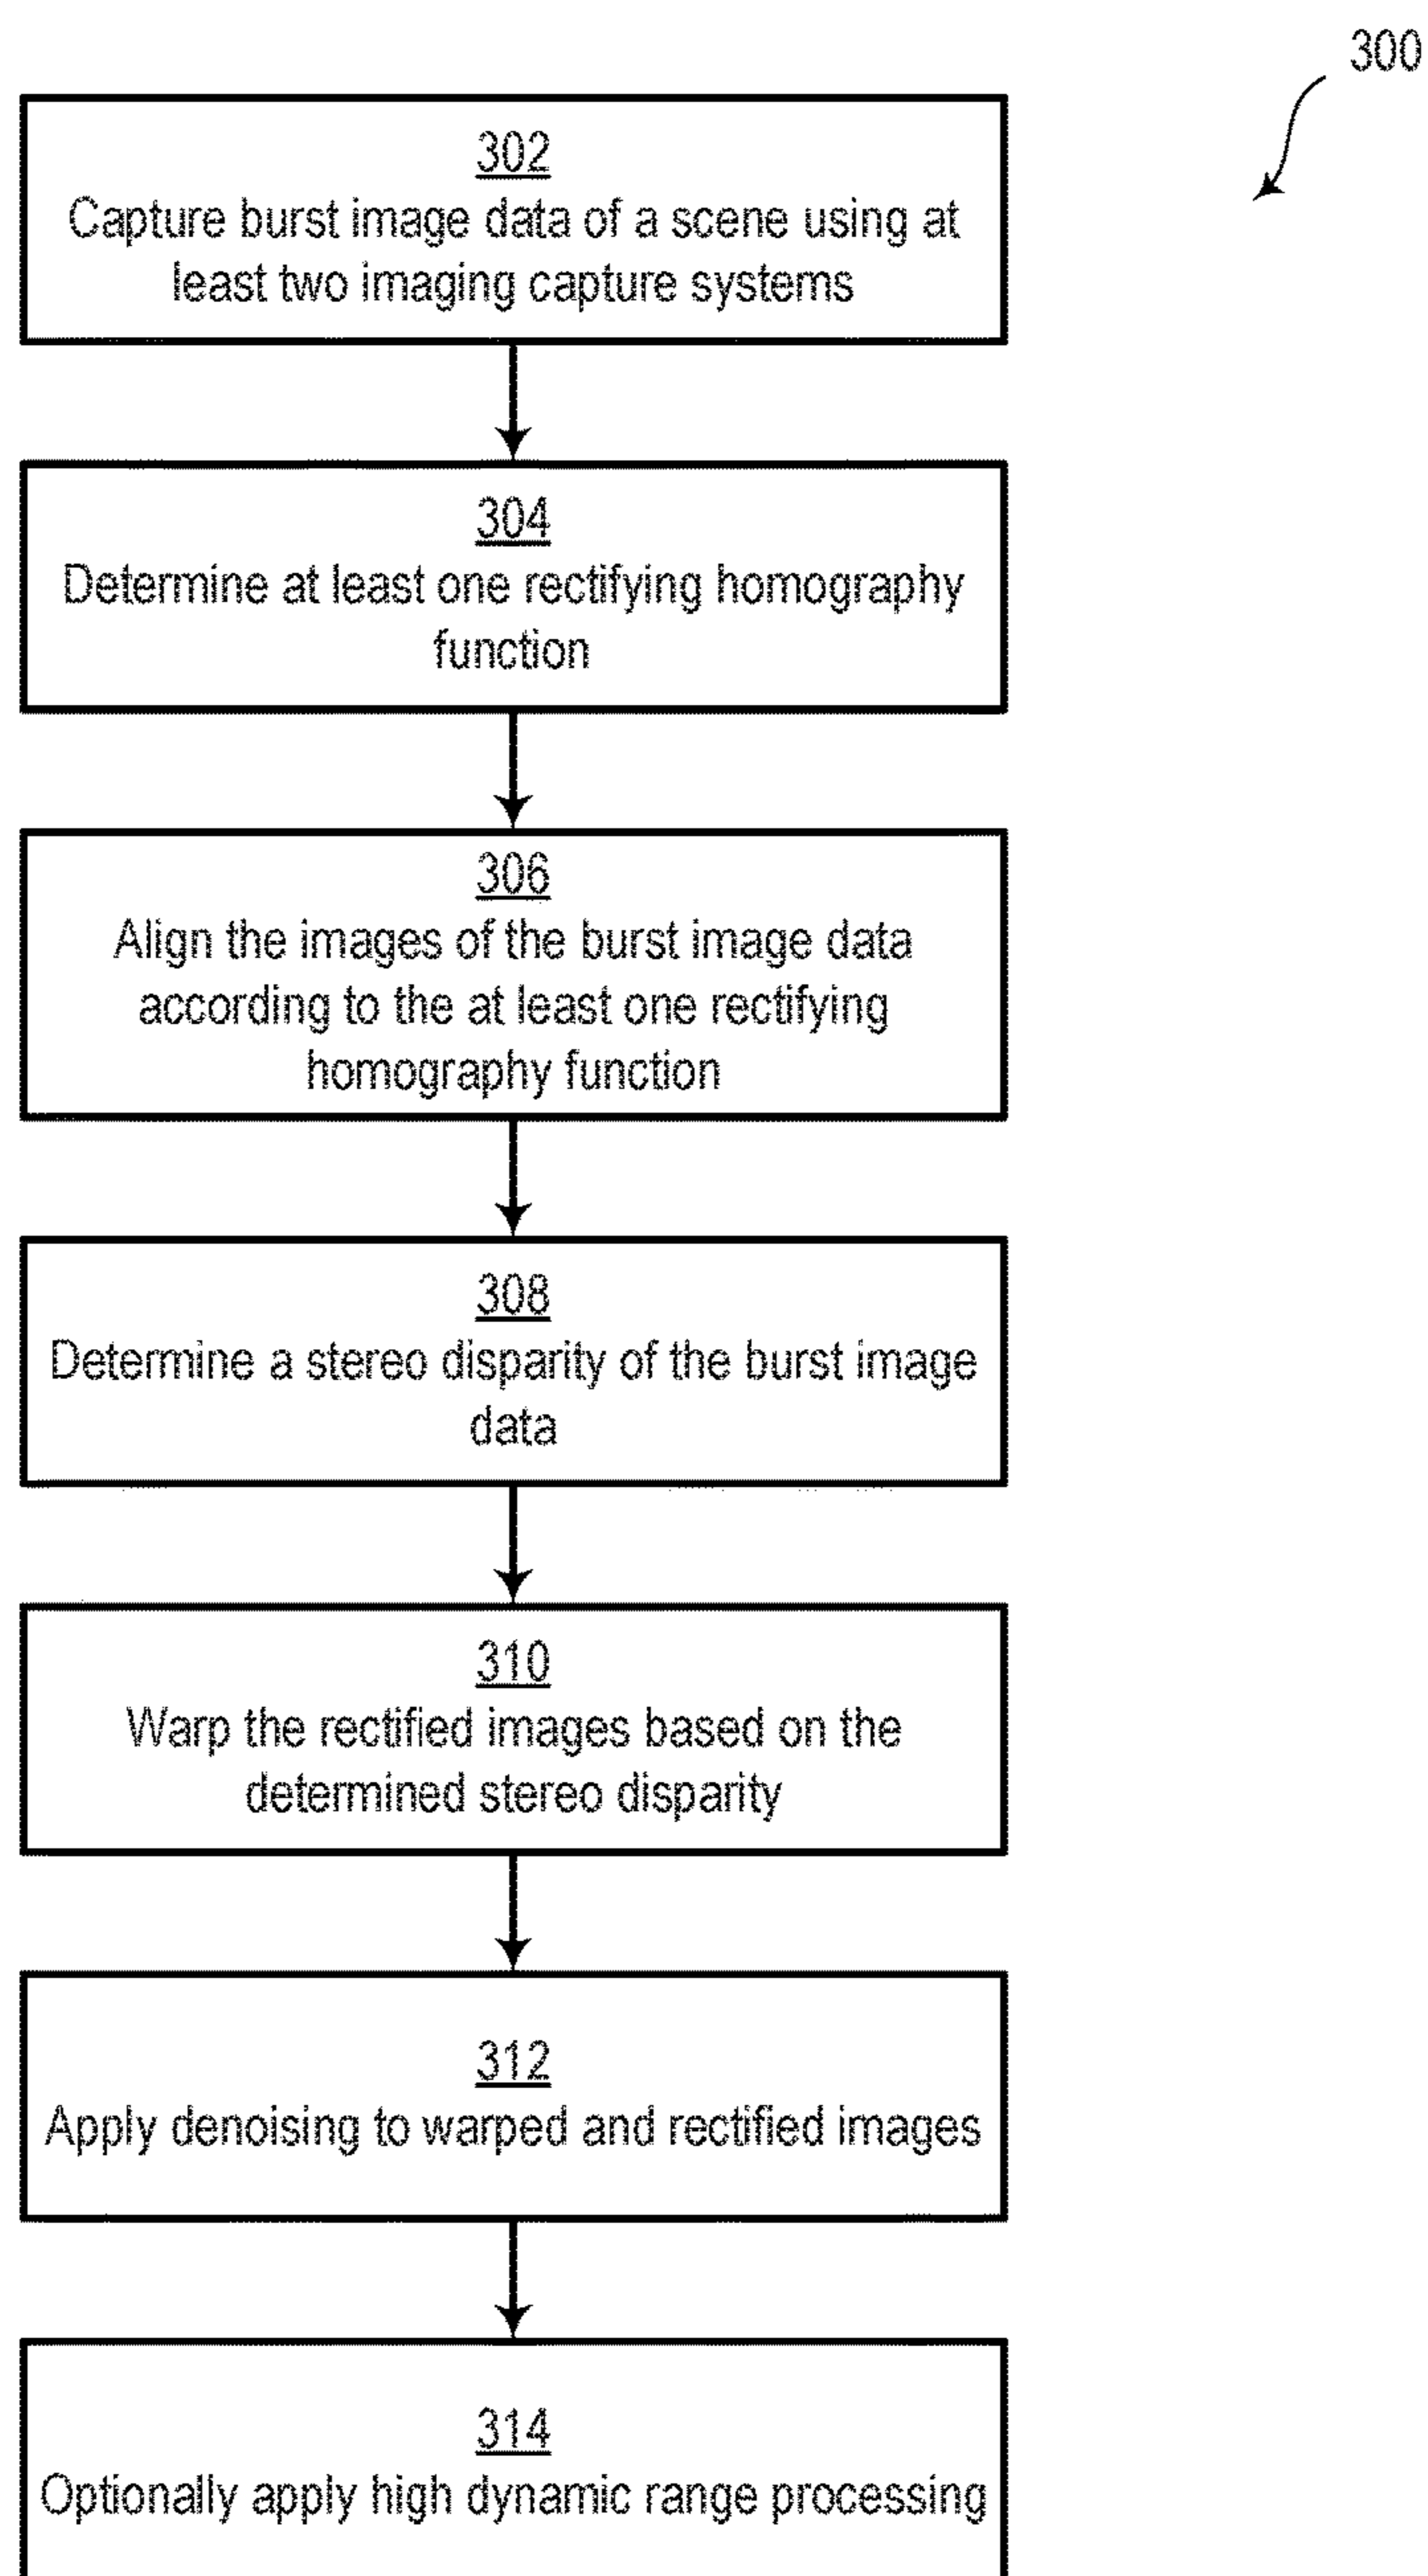 300
302
Capture burst image data of a scene using at
least two imaging capture systems
304
Determine at least one rectifying homography
function
306
Align the images of the burst image data
according to the at least one rectifying
homography function
308
Determine a stereo disparity of the burst image
data
310
Warp the rectified images based on the
determined stereo disparity
312
Apply denoising to warped and rectified images
314
Optionally apply high dynamic range processing